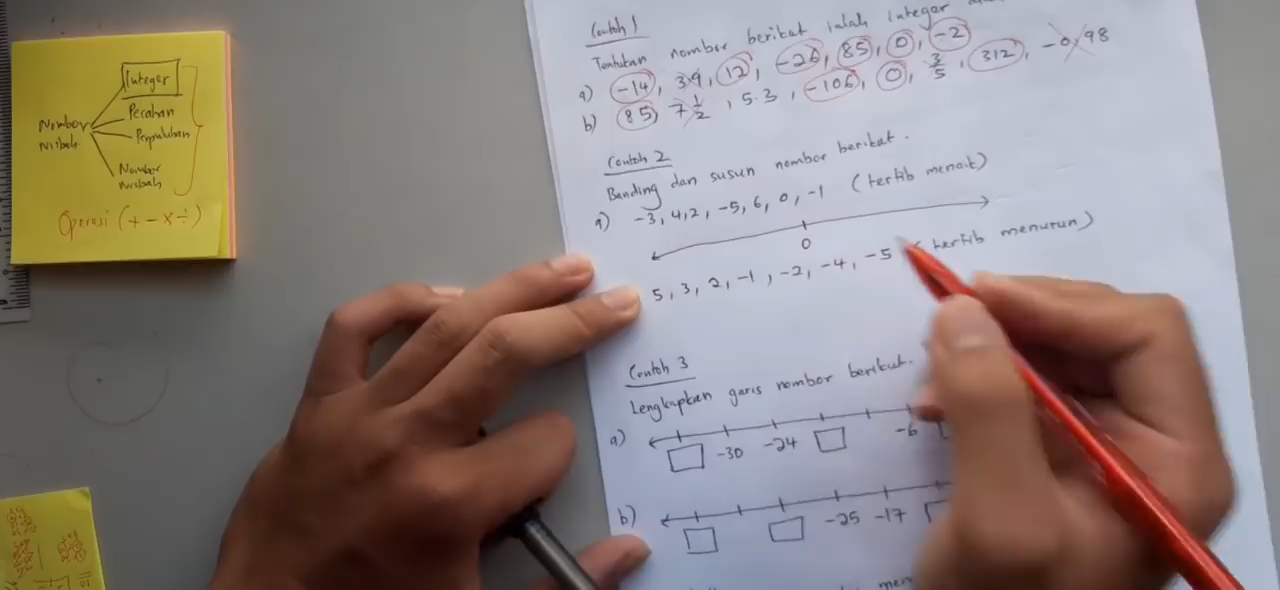 Integer
Pecahan
Nombor Nisbah
Perpuluhan
Nombor Nisbah
Operasi (+ - × ÷)
Contoh 1
Tentukan nombor berikut ialah integer
a) -14, 3.9, 12, -26, 85, 0, -2
b) 85, 7 1/2, 5.3, -106, 0, 3/5, 312, -0.98
Contoh 2
Banding dan susun nombor berikut.
a) -3, 4, 2, -5, 6, 0, -1 (tertib menaik)
0
5, 3, 2, -1, -2, -4, -5 (tertib menurun)
Contoh 3
Lengkapkan garis nombor berikut.
a) -30 -24 -6
b) -25 -17